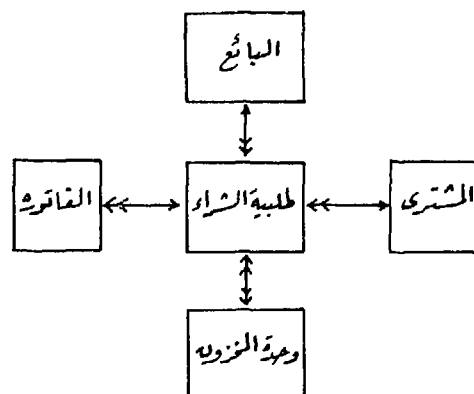 البائع
الفاتورة طلبية الشراء المشترى
وحدة المخزون